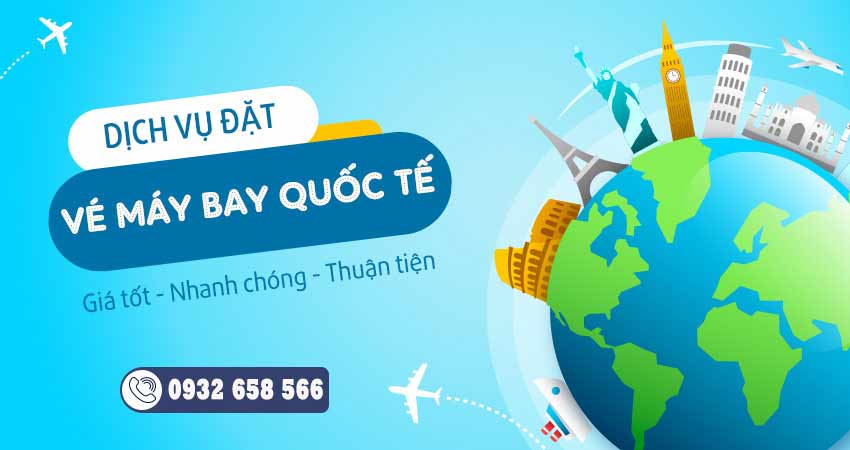 DỊCH VỤ ĐẶT
VÉ MÁY BAY QUỐC TẾ
Giá tốt - Nhanh chóng - Thuận tiện
0932 658 566